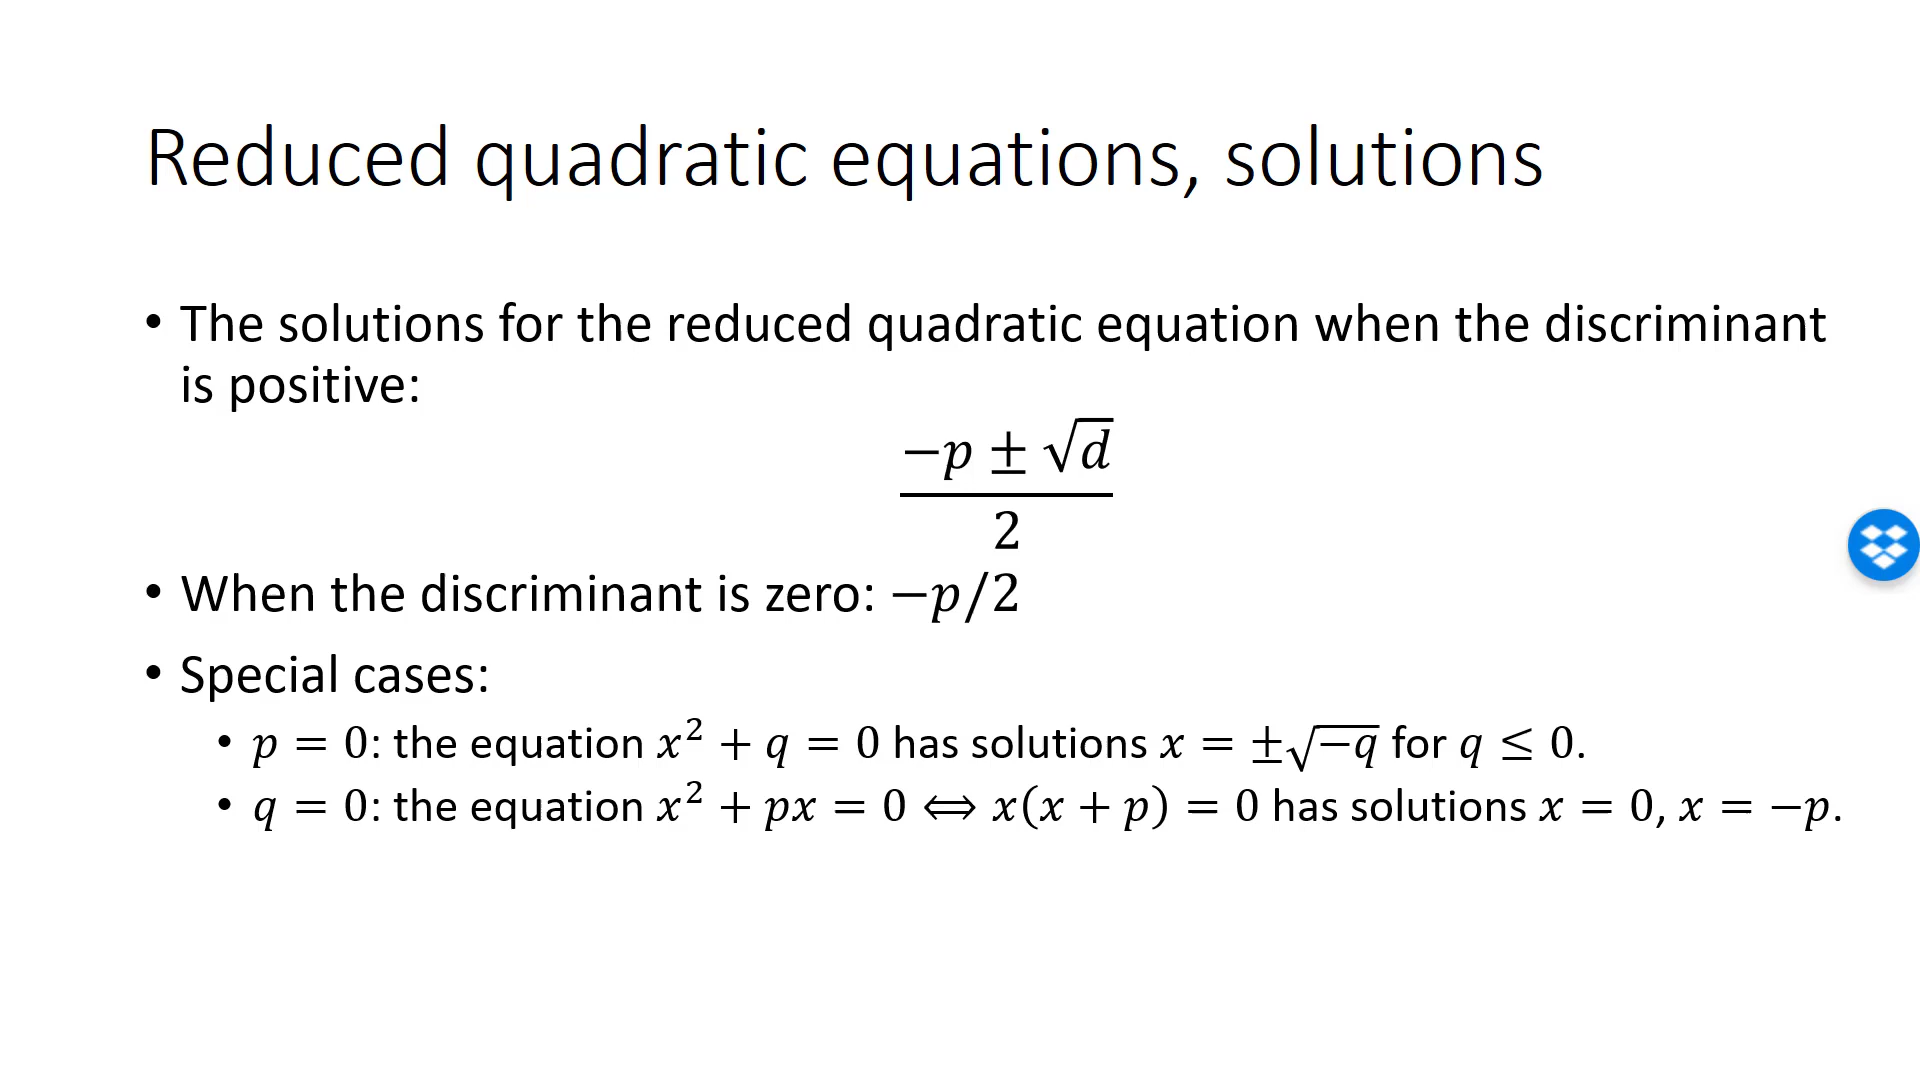 Reduced quadratic equations, solutions
• The solutions for the reduced quadratic equation when the discriminant
is positive:
−p ± √d
2
• When the discriminant is zero: −p/2
• Special cases:
• p = 0: the equation x² + q = 0 has solutions x = ±√−q for q ≤ 0.
• q = 0: the equation x² + px = 0 ⟺ x(x + p) = 0 has solutions x = 0, x = −p.